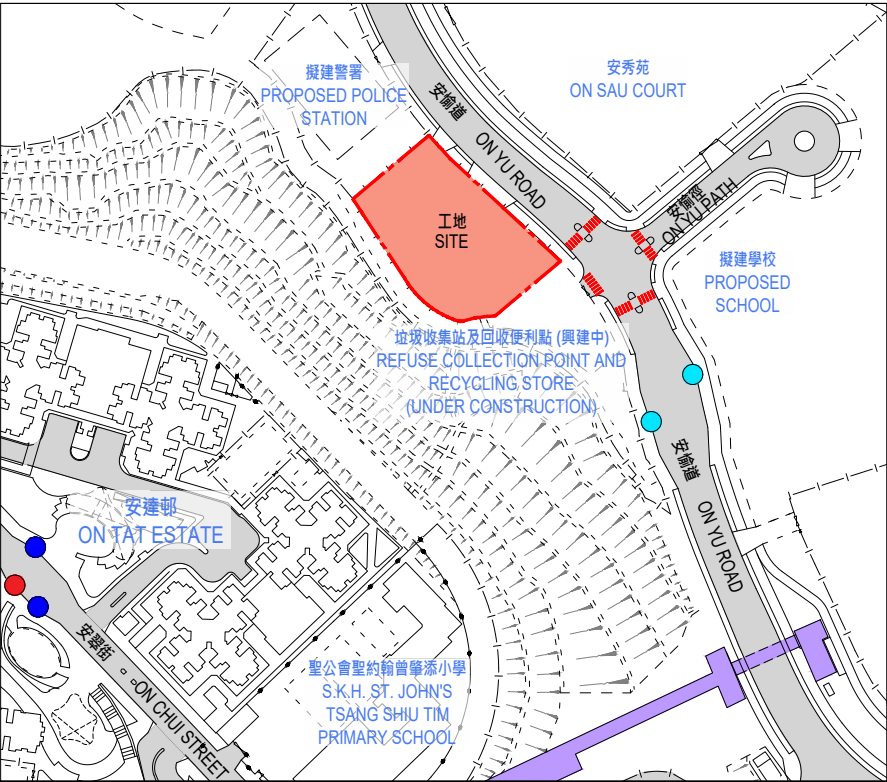 擬建警署
PROPOSED POLICE
STATION
安秀苑
ON SAU COURT
安愉道 ON YU ROAD
安愉徑
ON YU PATH
工地
SITE
擬建學校
PROPOSED
SCHOOL
垃圾收集站及回收便利點 (興建中)
REFUSE COLLECTION POINT AND
RECYCLING STORE
(UNDER CONSTRUCTION)
安愉道 ON YU ROAD
安達邨
ON TAT ESTATE
安翠街 ON CHUI STREET
聖公會聖約翰曾肇添小學
S.K.H. ST. JOHN'S
TSANG SHIU TIM
PRIMARY SCHOOL